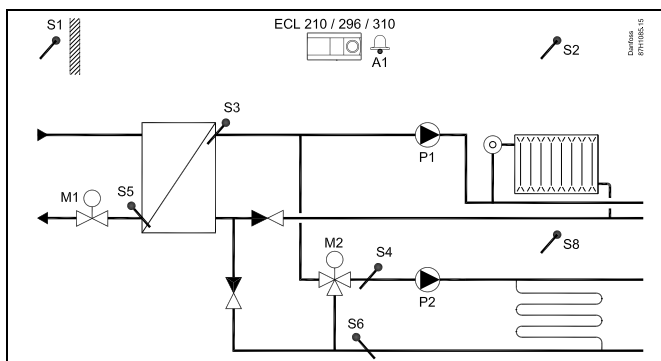 S1
ECL 210 / 296 / 310
A1
S2
Danfoss
87H1085.15
S3
P1
M1
S5
M2
S4
S8
P2
S6